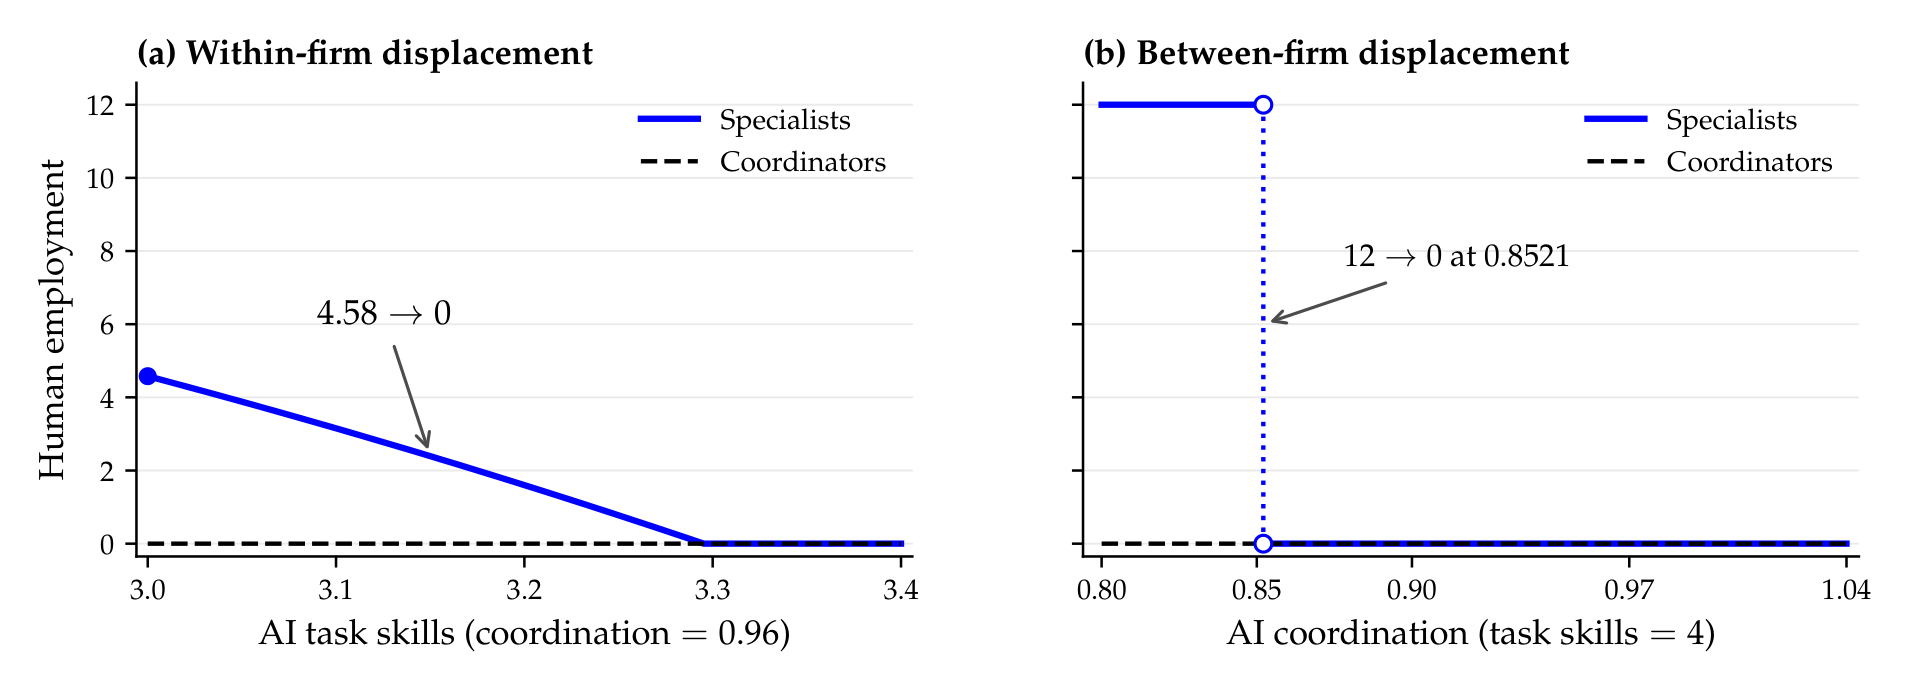 (a) Within-firm displacement
Human employment
12
10
8
6
4
2
0
Specialists
Coordinators
4.58 → 0
3.0 3.1 3.2 3.3 3.4
AI task skills (coordination = 0.96)
(b) Between-firm displacement
Specialists
Coordinators
12 → 0 at 0.8521
0.80 0.85 0.90 0.97 1.04
AI coordination (task skills = 4)